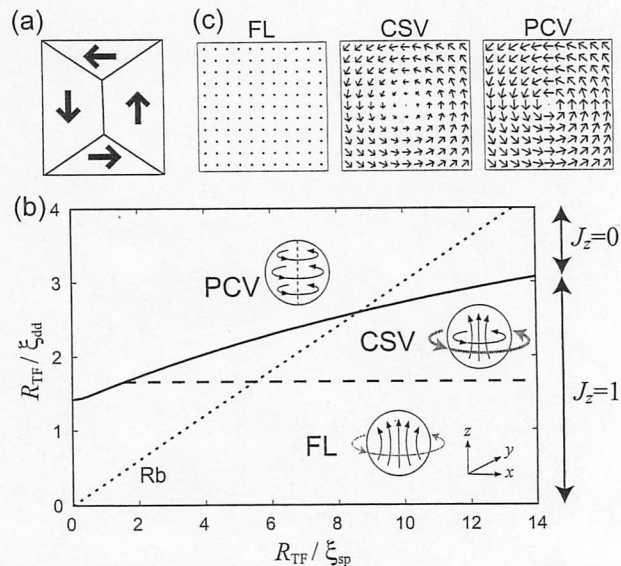 (a)
(c)
FL
CSV
PCV
(b)
4
3
2
1
0
R_TF / ξ_dd
PCV
CSV
FL
Rb
z
y
x
J_z=0
J_z=1
0 2 4 6 8 10 12 14
R_TF / ξ_sp